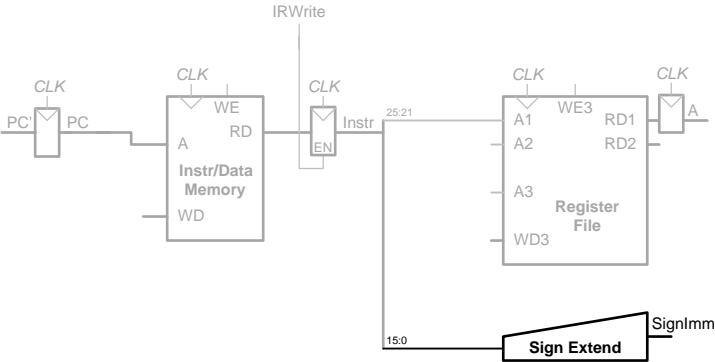 IRWrite
CLK
CLK
CLK
CLK
CLK
PC'
PC
WE
RD
A
Instr/Data
Memory
WD
EN
Instr
25:21
A1
A2
A3
WD3
WE3
RD1
RD2
Register
File
A
15:0
Sign Extend
SignImm